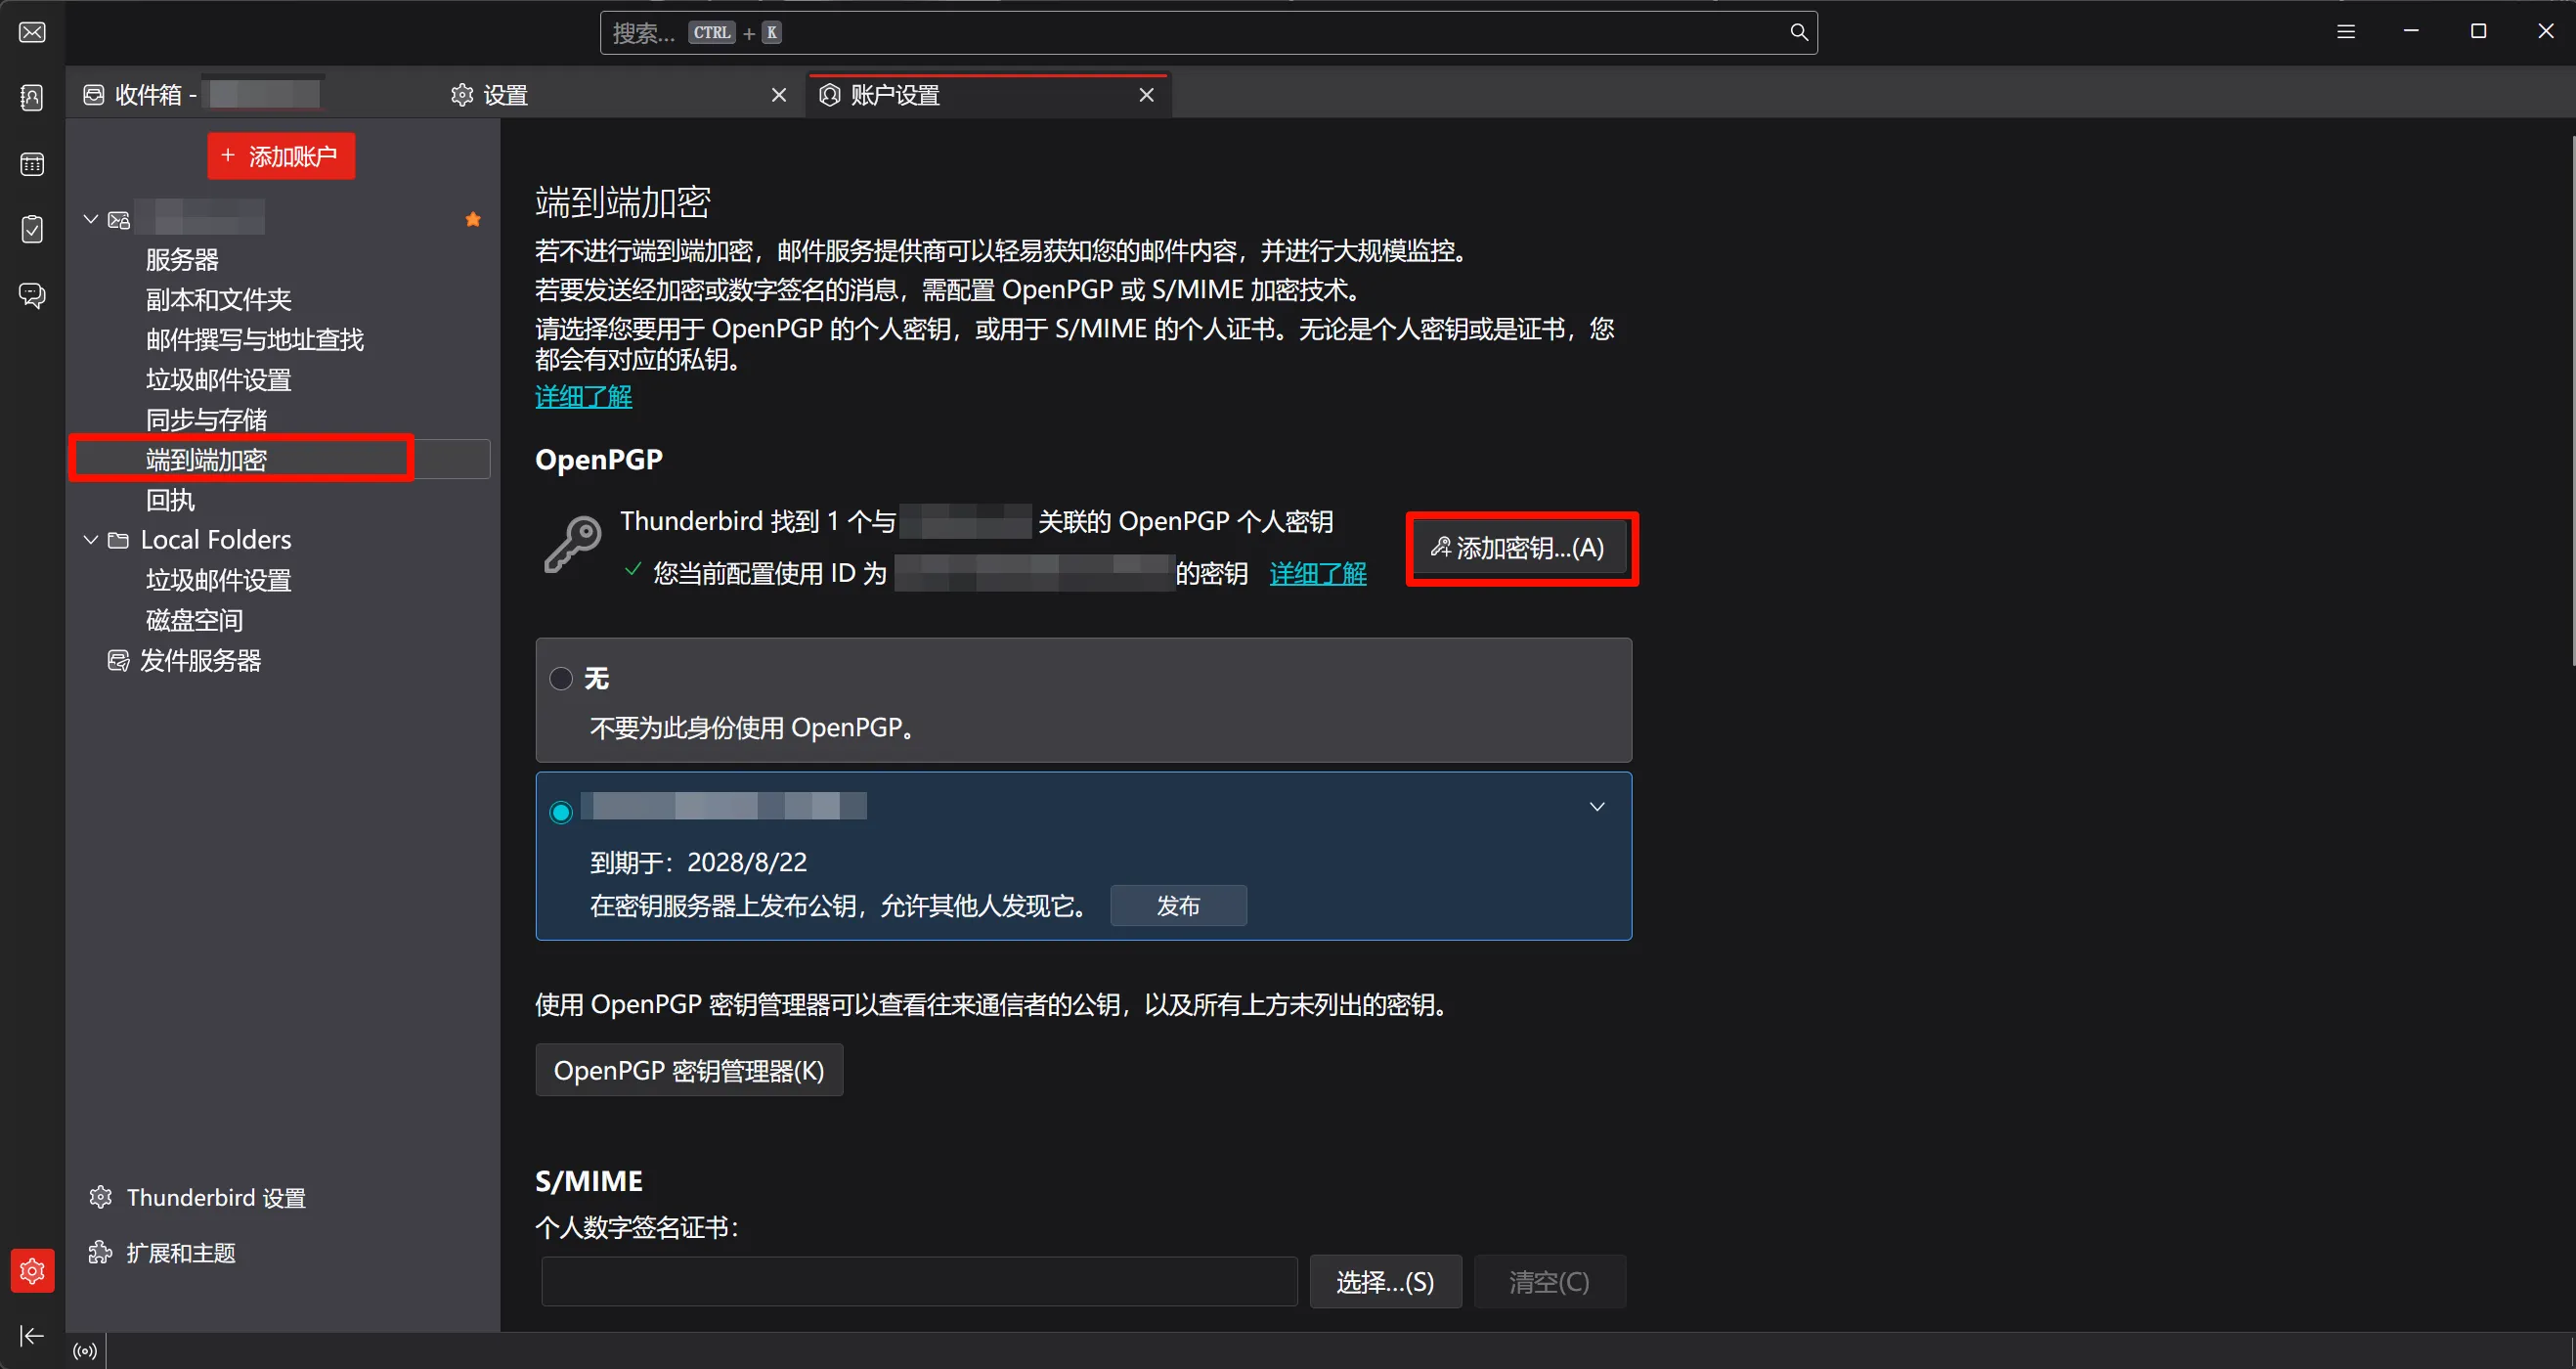 搜索... CTRL + K
收件箱 -
设置
账户设置
+ 添加账户
服务器
副本和文件夹
邮件撰写与地址查找
垃圾邮件设置
同步与存储
端到端加密
回执
Local Folders
垃圾邮件设置
磁盘空间
发件服务器
Thunderbird 设置
扩展和主题
端到端加密
若不进行端到端加密，邮件服务提供商可以轻易获知您的邮件内容，并进行大规模监控。
若要发送经加密或数字签名的消息，需配置 OpenPGP 或 S/MIME 加密技术。
请选择您要用于 OpenPGP 的个人密钥，或用于 S/MIME 的个人证书。无论是个人密钥或是证书，您
都会有对应的私钥。
详细了解
OpenPGP
Thunderbird 找到 1 个与 关联的 OpenPGP 个人密钥
您当前配置使用 ID 为 的密钥 详细了解
添加密钥...(A)
无
不要为此身份使用 OpenPGP。
到期于：2028/8/22
在密钥服务器上发布公钥，允许其他人发现它。 发布
使用 OpenPGP 密钥管理器可以查看往来通信者的公钥，以及所有上方未列出的密钥。
OpenPGP 密钥管理器(K)
S/MIME
个人数字签名证书：
选择...(S) 清空(C)